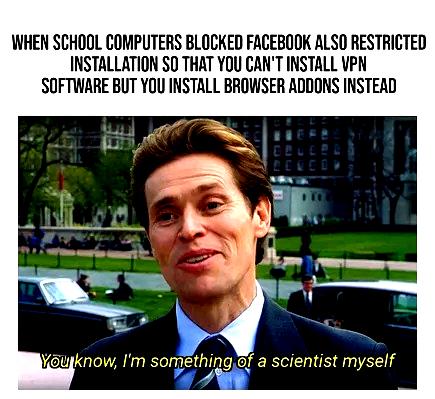 WHEN SCHOOL COMPUTERS BLOCKED FACEBOOK ALSO RESTRICTED
INSTALLATION SO THAT YOU CAN'T INSTALL VPN
SOFTWARE BUT YOU INSTALL BROWSER ADDONS INSTEAD
You know, I'm something of a scientist myself